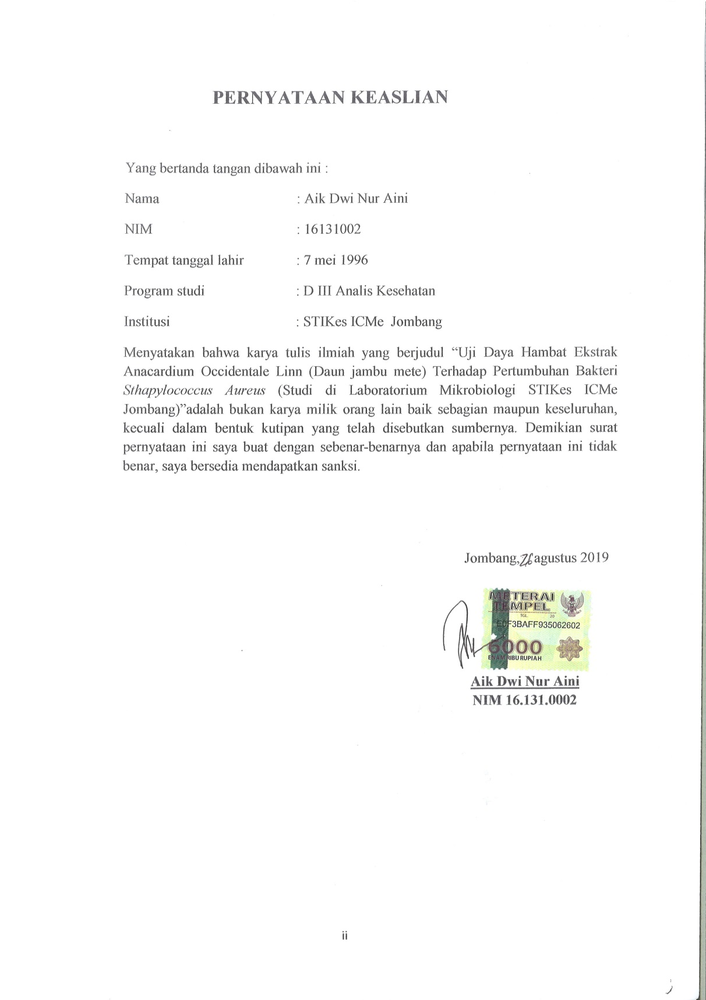 PERNYATAAN KEASLIAN
Yang bertanda tangan dibawah ini :
Nama : Aik Dwi Nur Aini
NIM : 16131002
Tempat tanggal lahir : 7 mei 1996
Program studi : D III Analis Kesehatan
Institusi : STIKes ICMe Jombang
Menyatakan bahwa karya tulis ilmiah yang berjudul “Uji Daya Hambat Ekstrak
Anacardium Occidentale Linn (Daun jambu mete) Terhadap Pertumbuhan Bakteri
Sthapylococcus Aureus (Studi di Laboratorium Mikrobiologi STIKes ICMe
Jombang)”adalah bukan karya milik orang lain baik sebagian maupun keseluruhan,
kecuali dalam bentuk kutipan yang telah disebutkan sumbernya. Demikian surat
pernyataan ini saya buat dengan sebenar-benarnya dan apabila pernyataan ini tidak
benar, saya bersedia mendapatkan sanksi.
Jombang, agustus 2019
METERAI
TEMPEL
TGL. 20
E0F3BAFF935062602
6000
ENAM RIBU RUPIAH
Aik Dwi Nur Aini
NIM 16.131.0002
ii